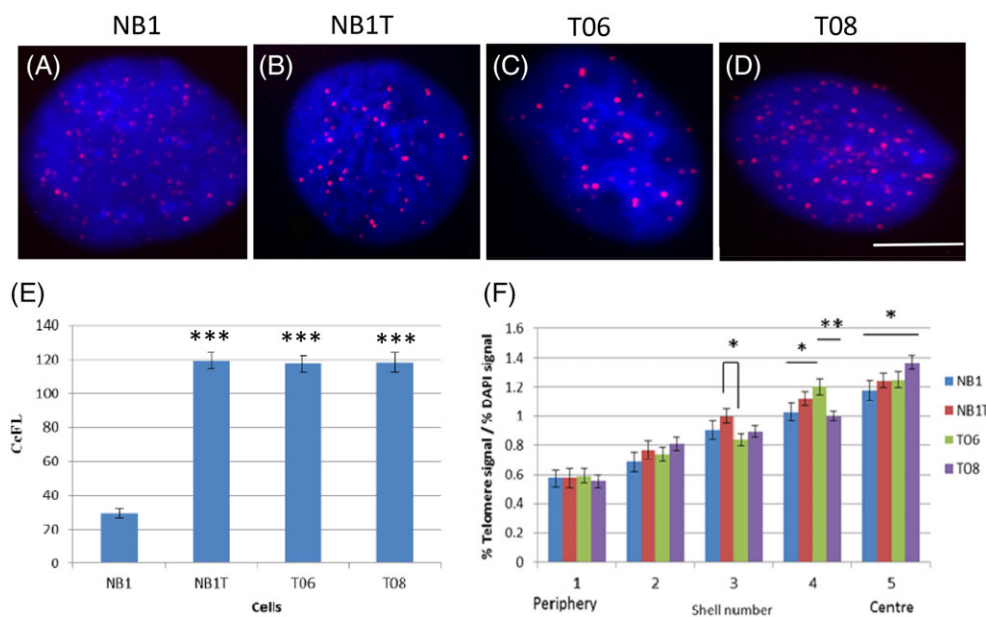 NB1 NB1T T06 T08
(A) (B) (C) (D)
(E)
140
120
100
80
60
40
20
0
CcFL
***
***
***
NB1 NB1T T06 T08
Cells
(F)
1.6
1.4
1.2
1
0.8
0.6
0.4
0.2
0
% Telomere signal / % DAPI signal
*
*
**
*
1 2 3 4 5
Periphery Shell number Centre
NB1
NB1T
T06
T08